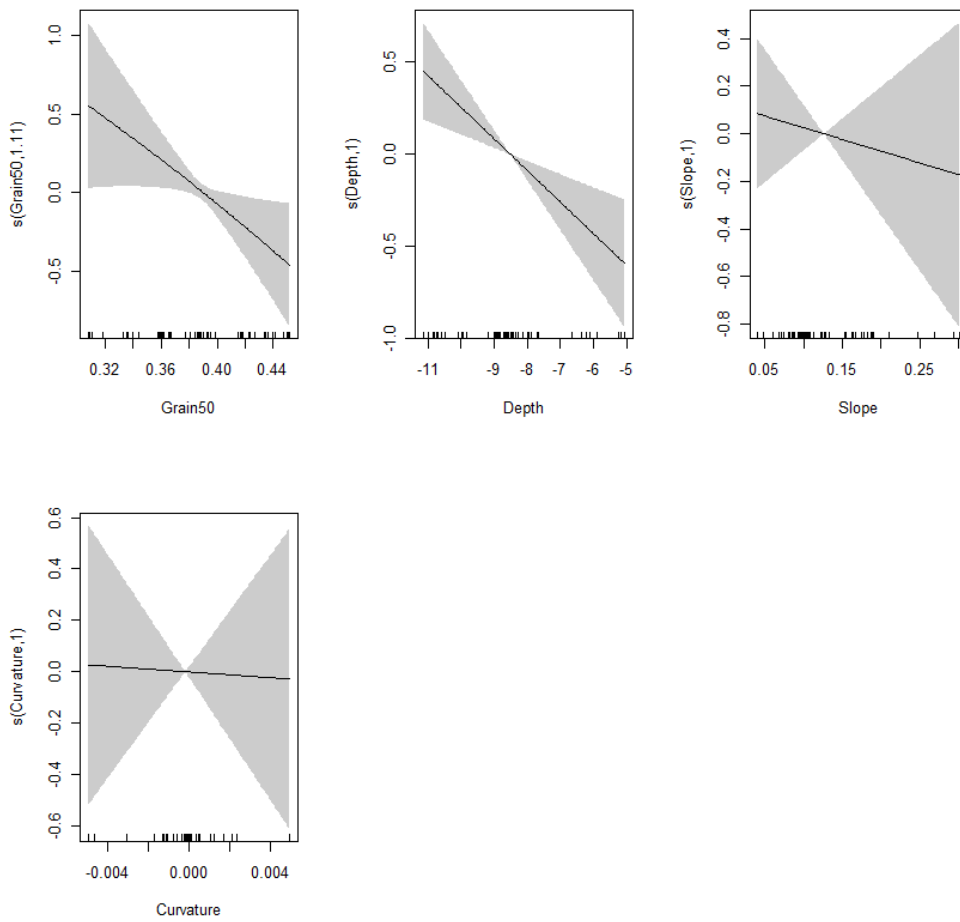 s(Grain50,1.11)
1.0
0.5
0.0
-0.5
0.32 0.36 0.40 0.44
Grain50
s(Depth,1)
0.5
0.0
-0.5
-1.0
-11 -9 -8 -7 -6 -5
Depth
s(Slope,1)
0.4
0.2
0.0
-0.2
-0.4
-0.6
-0.8
0.05 0.15 0.25
Slope
s(Curvature,1)
0.6
0.4
0.2
0.0
-0.2
-0.4
-0.6
-0.004 0.000 0.004
Curvature